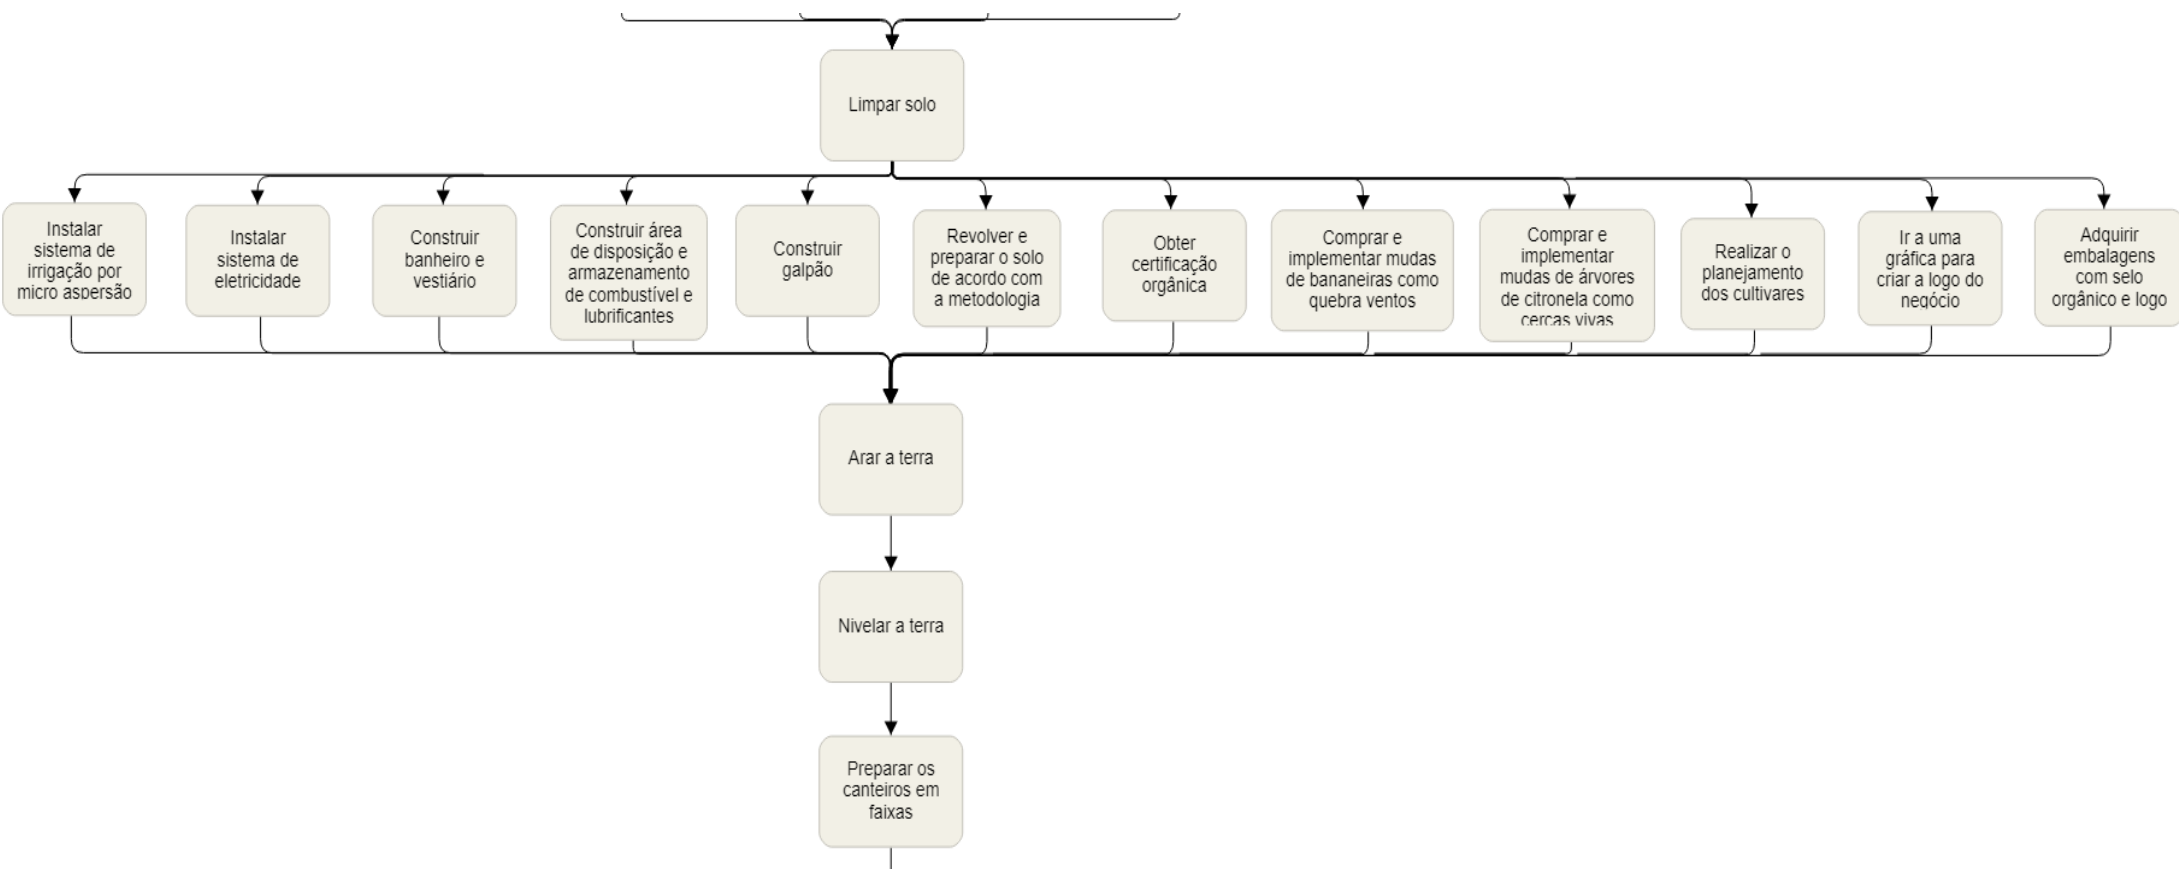 Limpar solo
Instalar
sistema de
irrigação por
micro aspersão
Instalar
sistema de
eletricidade
Construir
banheiro e
vestiário
Construir área
de disposição e
armazenamento
de combustível e
lubrificantes
Construir
galpão
Revolver e
preparar o solo
de acordo com
a metodologia
Obter
certificação
orgânica
Comprar e
implementar mudas
de bananeiras como
quebra ventos
Comprar e
implementar
mudas de árvores
de citronela como
cercas vivas
Realizar o
planejamento
dos cultivares
Ir a uma
gráfica para
criar a logo do
negócio
Adquirir
embalagens
com selo
orgânico e logo
Arar a terra
Nivelar a terra
Preparar os
canteiros em
faixas